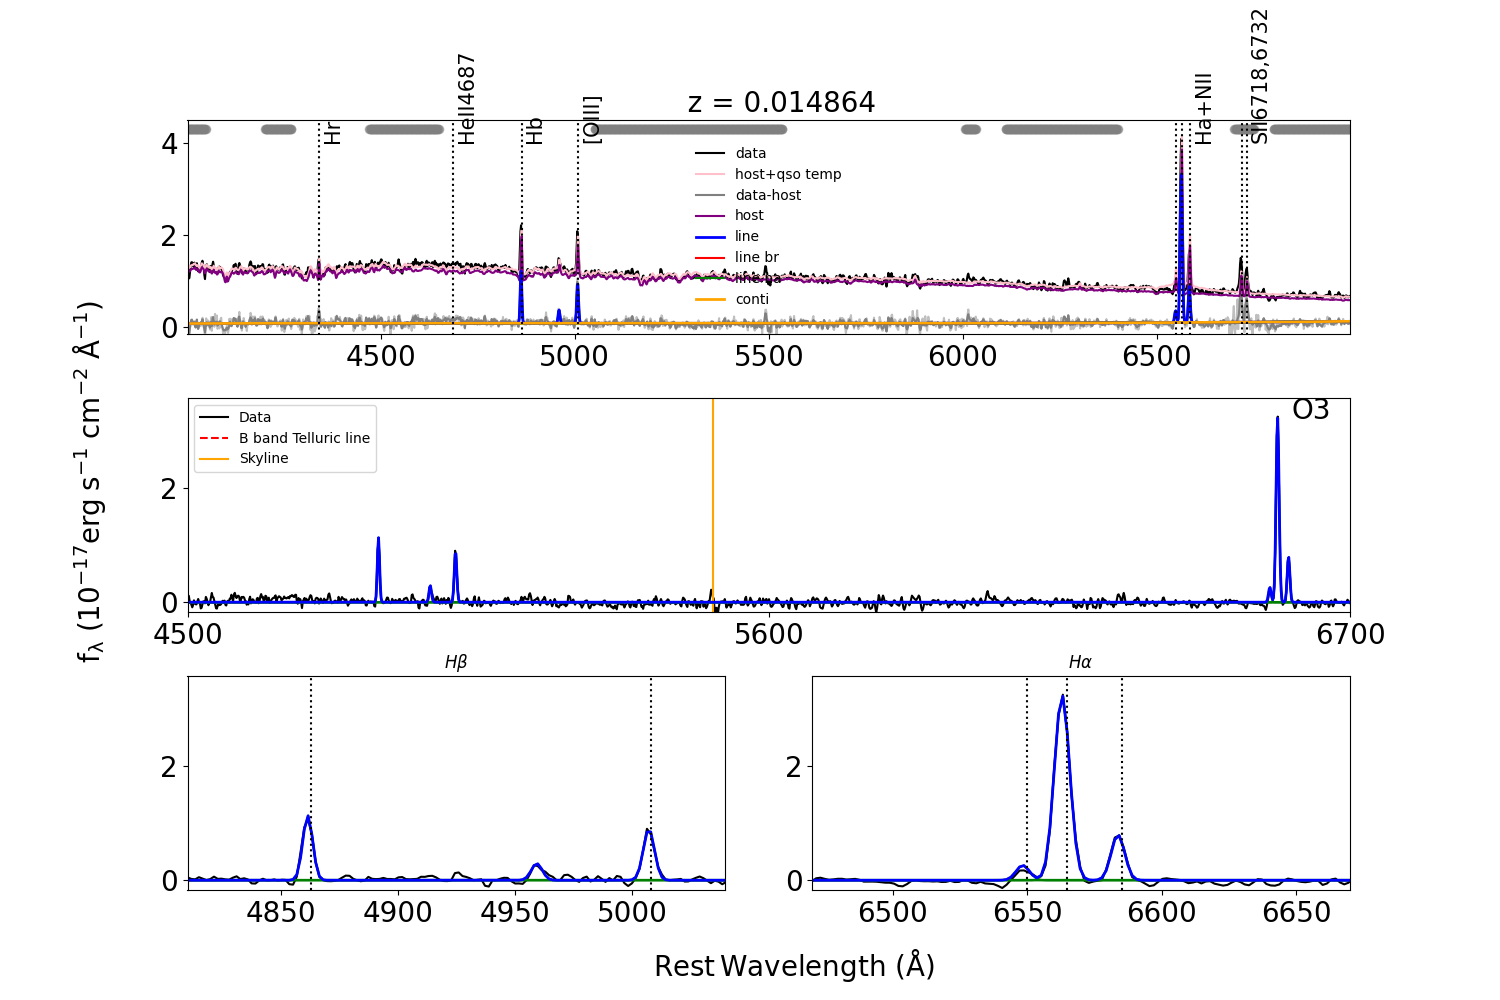 z = 0.014864
Hr
HeII4687
Hb
[OIII]
Ha+NII
SII6718,6732
4
2
0
data
host+qso temp
data-host
host
line
line br
line na
conti
4500
5000
5500
6000
6500
fλ (10−17erg s−1 cm−2 Å−1)
Data
B band Telluric line
Skyline
O3
2
0
4500
5600
6700
Hβ
2
0
4850
4900
4950
5000
Hα
2
0
6500
6550
6600
6650
Rest Wavelength (Å)